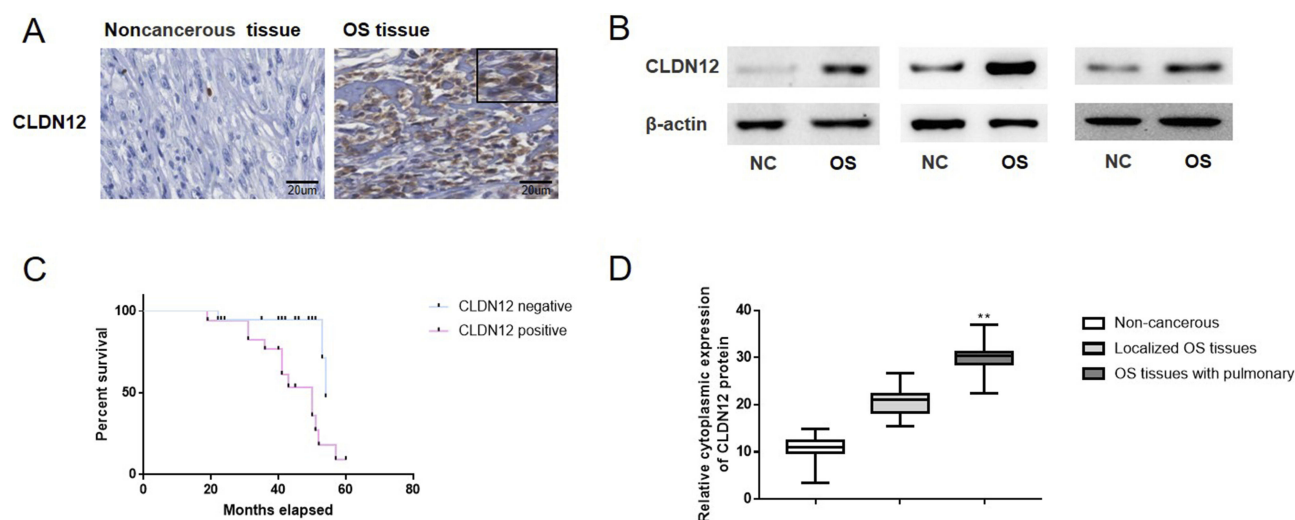 A
Noncancerous tissue
OS tissue
CLDN12
20um
20um
B
CLDN12
β-actin
NC
OS
NC
OS
NC
OS
C
Percent survival
100
50
0
0
20
40
60
80
Months elapsed
CLDN12 negative
CLDN12 positive
D
Relative cytoplasmic expression
of CLDN12 protein
40
30
20
10
0
**
Non-cancerous
Localized OS tissues
OS tissues with pulmonary